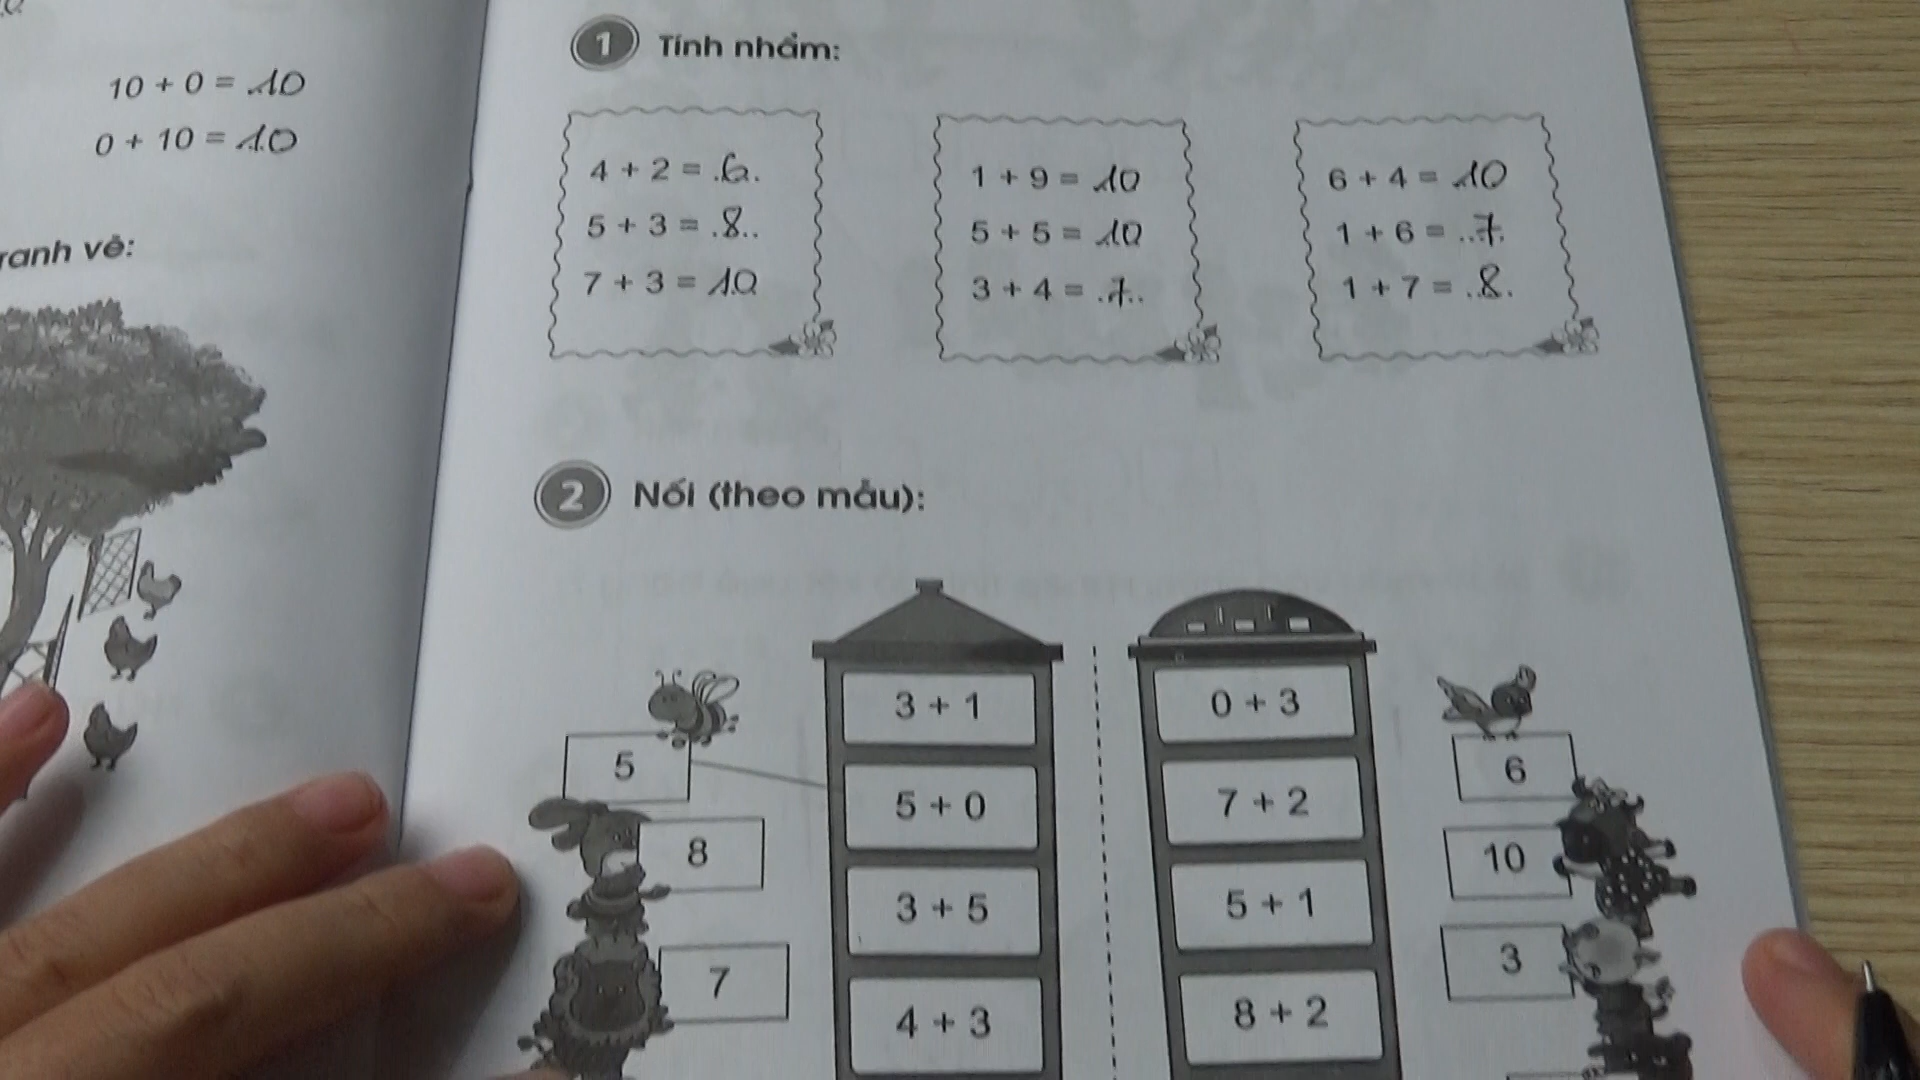 10 + 0 = 10
0 + 10 = 10
tranh vẽ:
1 Tính nhẩm:
4 + 2 = 6
5 + 3 = 8
7 + 3 = 10
1 + 9 = 10
5 + 5 = 10
3 + 4 = 7
6 + 4 = 10
1 + 6 = 7
1 + 7 = 8
2 Nối (theo mẫu):
5
8
7
3 + 1
5 + 0
3 + 5
4 + 3
0 + 3
7 + 2
5 + 1
8 + 2
6
10
3